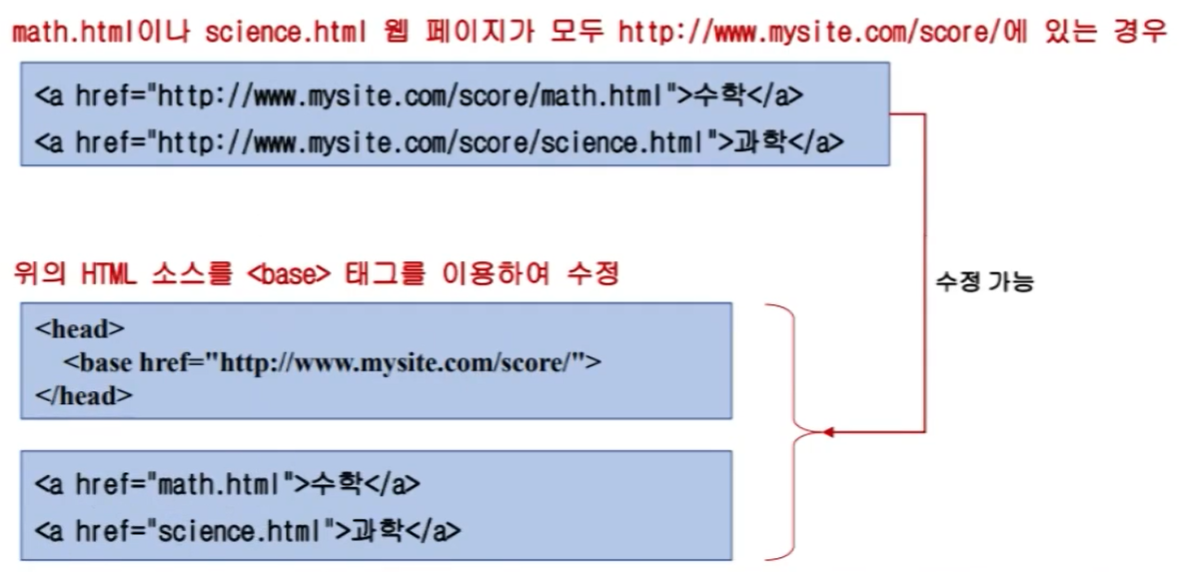 math.html이나 science.html 웹 페이지가 모두 http://www.mysite.com/score/에 있는 경우
<a href="http://www.mysite.com/score/math.html">수학</a>
<a href="http://www.mysite.com/score/science.html">과학</a>
위의 HTML 소스를 <base> 태그를 이용하여 수정
수정 가능
<head>
<base href="http://www.mysite.com/score/">
</head>
<a href="math.html">수학</a>
<a href="science.html">과학</a>